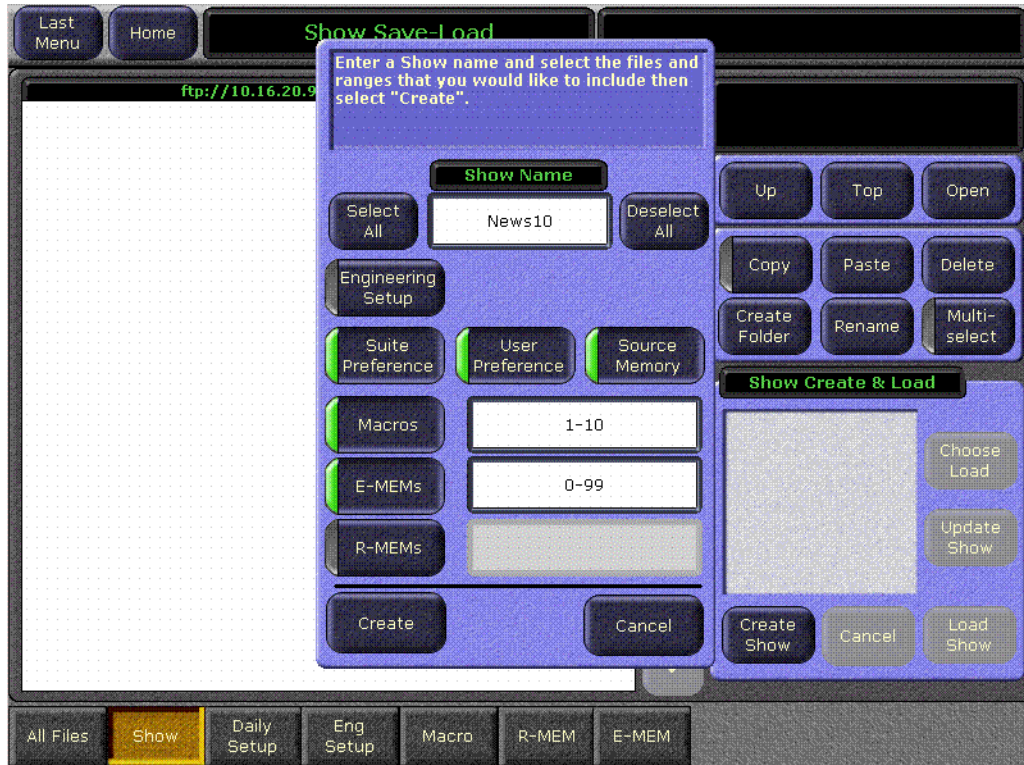 Last
Menu
Home
Show Save-Load
ftp://10.16.20.9
Enter a Show name and select the files and
ranges that you would like to include then
select "Create".
Show Name
Select
All
News10
Deselect
All
Engineering
Setup
Suite
Preference
User
Preference
Source
Memory
Macros
1-10
E-MEMs
0-99
R-MEMs
Create
Cancel
Up
Top
Open
Copy
Paste
Delete
Create
Folder
Rename
Multi-
select
Show Create & Load
Choose
Load
Update
Show
Create
Show
Cancel
Load
Show
All Files
Show
Daily
Setup
Eng
Setup
Macro
R-MEM
E-MEM